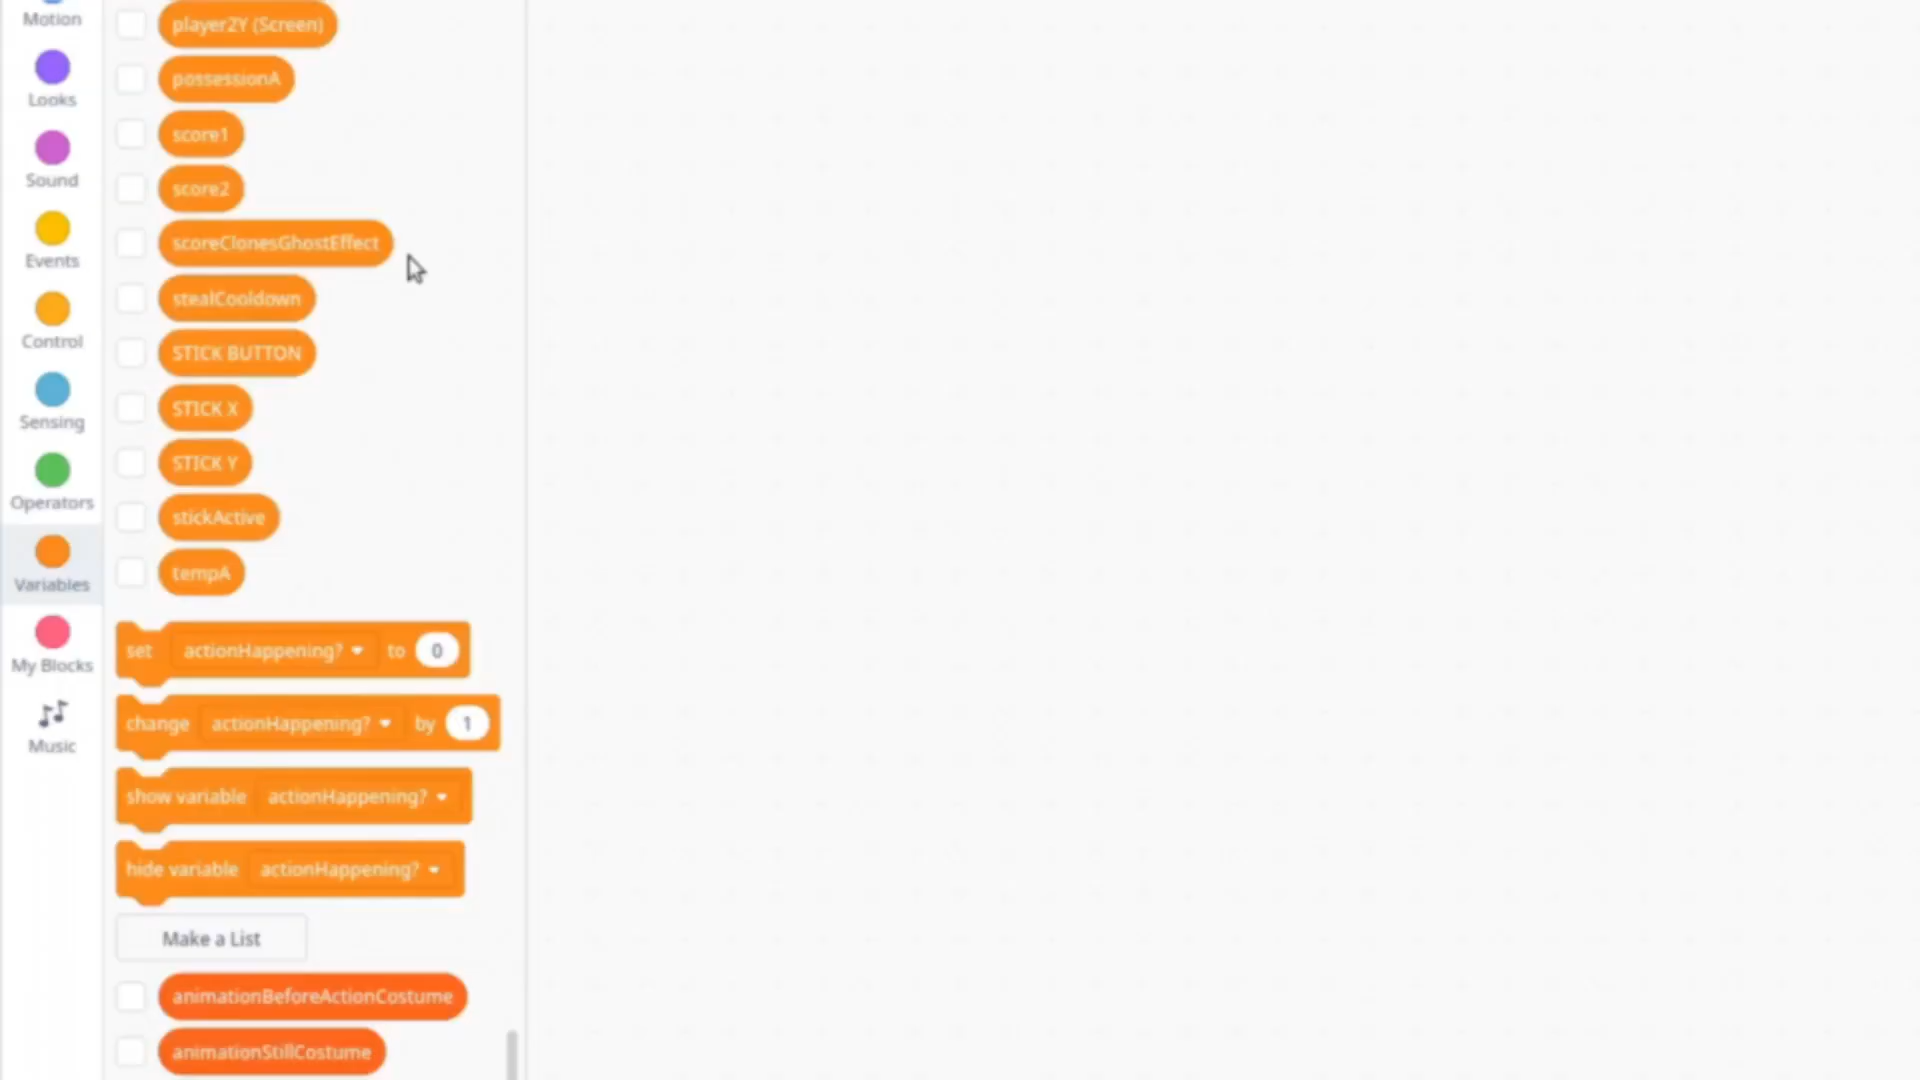 Motion
Looks
Sound
Events
Control
Sensing
Operators
Variables
My Blocks
Music
player2Y (Screen)
possessionA
score1
score2
scoreClonesGhostEffect
stealCooldown
STICK BUTTON
STICK X
STICK Y
stickActive
tempA
set actionHappening? to 0
change actionHappening? by 1
show variable actionHappening?
hide variable actionHappening?
Make a List
animationBeforeActionCostume
animationStillCostume